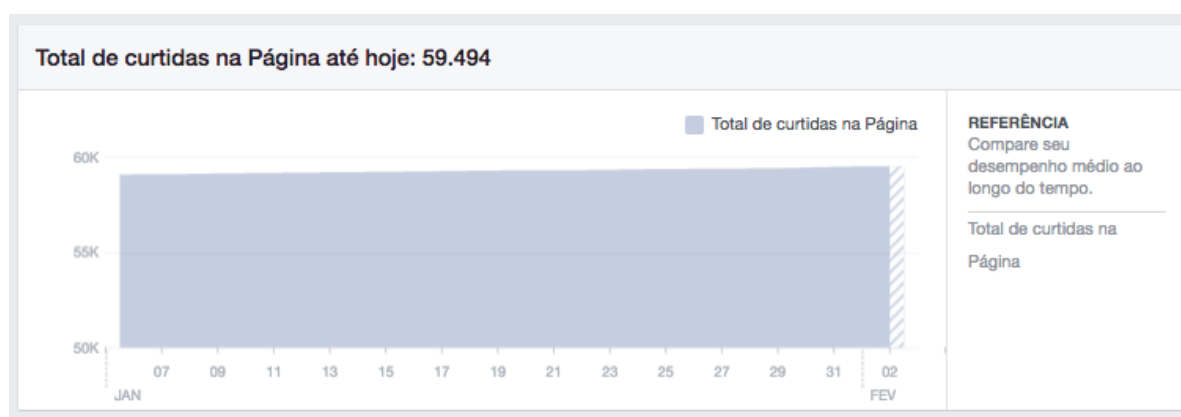 Total de curtidas na Página até hoje: 59.494
Total de curtidas na Página
60K
55K
50K
07 09 11 13 15 17 19 21 23 25 27 29 31 02
JAN FEV
REFERÊNCIA
Compare seu
desempenho médio ao
longo do tempo.
Total de curtidas na
Página